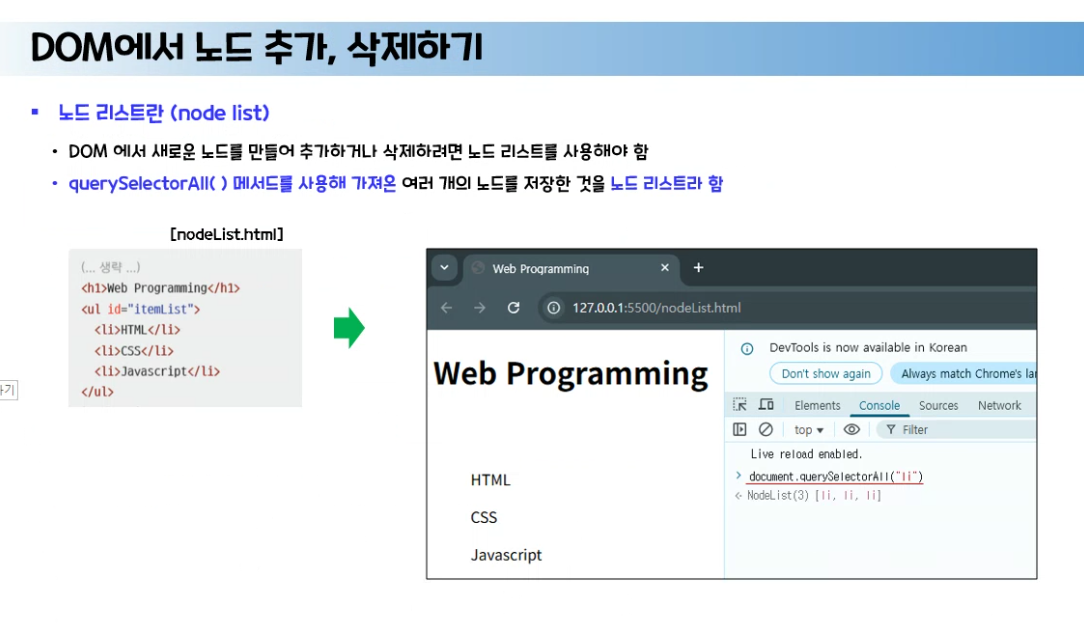 DOM에서 노드 추가, 삭제하기
▪ 노드 리스트란 (node list)
• DOM 에서 새로운 노드를 만들어 추가하거나 삭제하려면 노드 리스트를 사용해야 함
• querySelectorAll( ) 메서드를 사용해 가져온 여러 개의 노드를 저장한 것을 노드 리스트라 함
[nodeList.html]
(... 생략 ...)
<h1>Web Programming</h1>
<ul id="itemList">
<li>HTML</li>
<li>CSS</li>
<li>Javascript</li>
</ul>
Web Programming
127.0.0.1:5500/nodeList.html
Web Programming
HTML
CSS
Javascript
DevTools is now available in Korean
Don't show again
Always match Chrome's
Elements Console Sources Network
top Filter
Live reload enabled.
> document.querySelectorAll("li")
NodeList(3) [li, li, li]